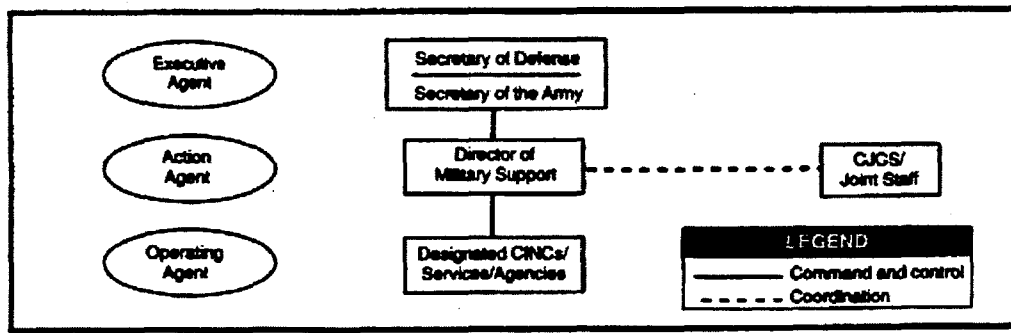 Executive
Agent
Secretary of Defense
Secretary of the Army
Action
Agent
Director of
Military Support
CJCS/
Joint Staff
Operating
Agent
Designated CINCs/
Services/Agencies
LEGEND
Command and control
Coordination